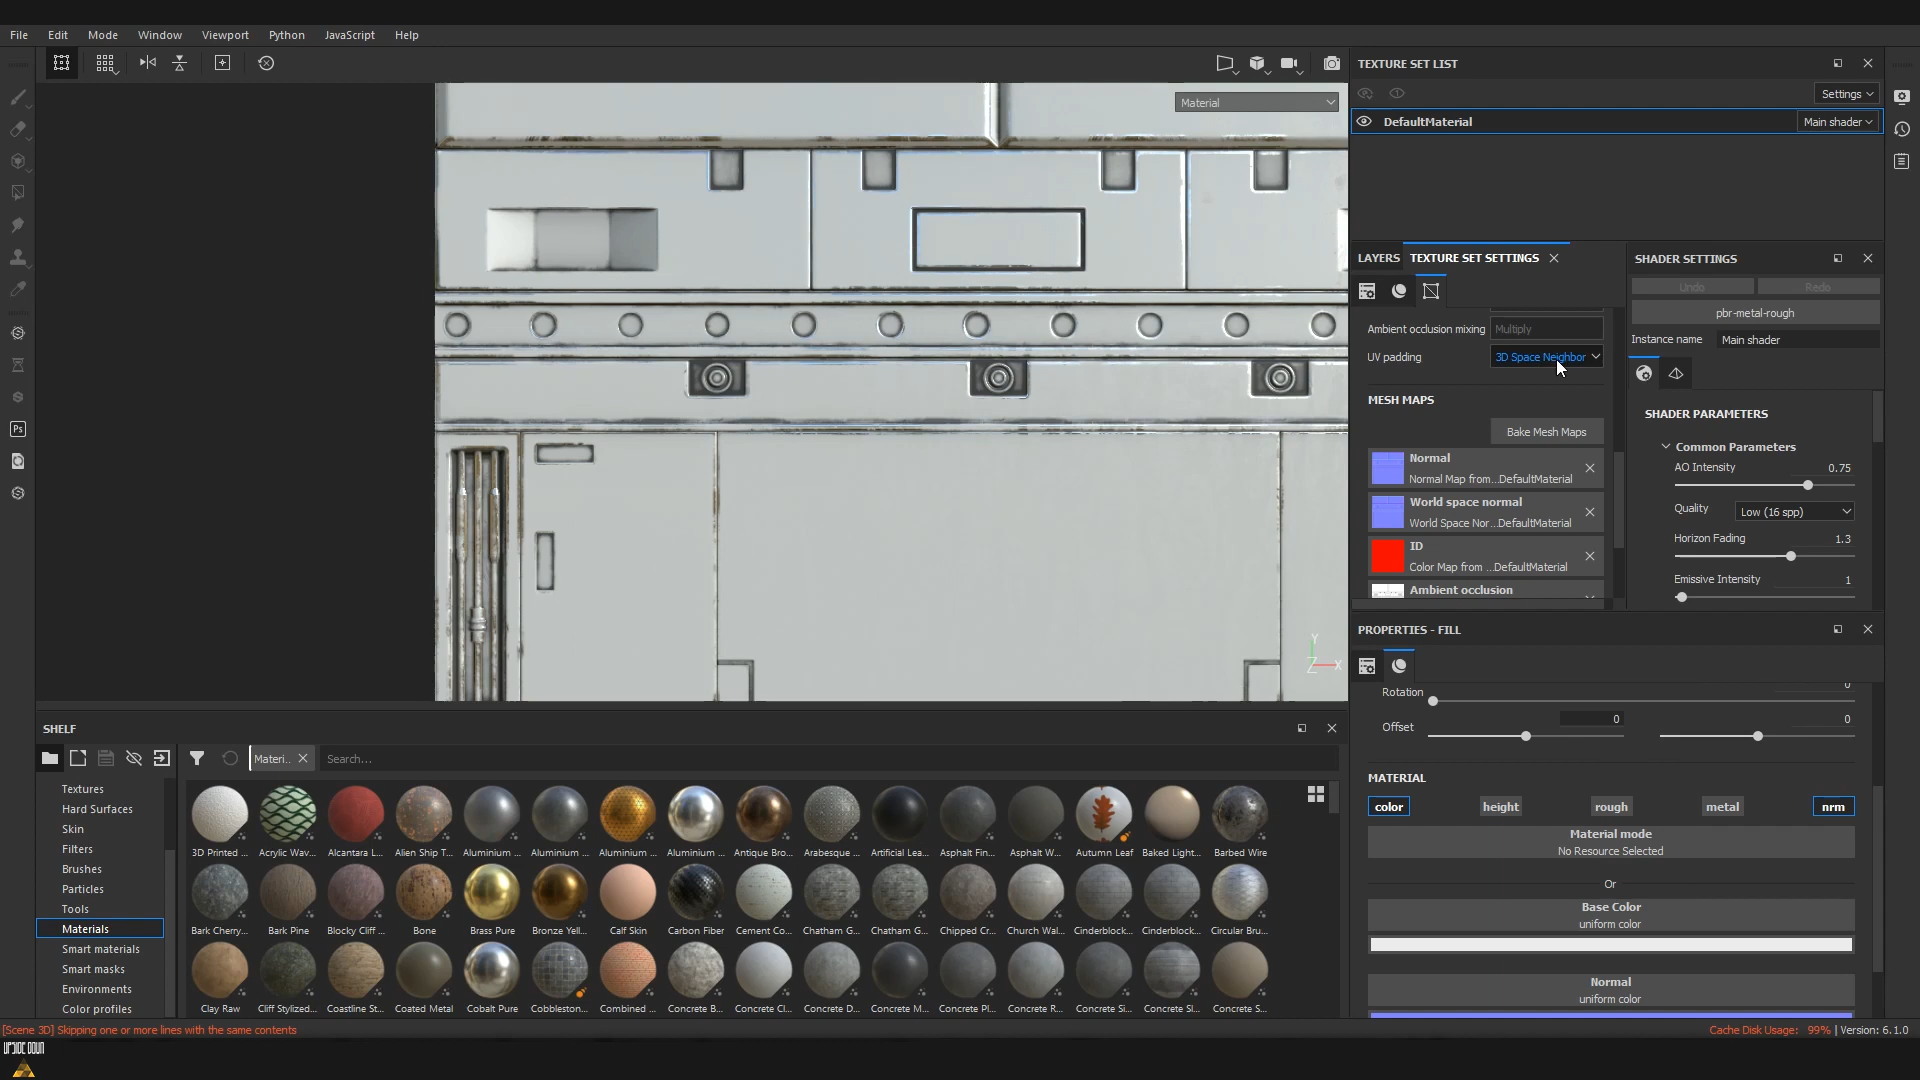 File Edit Mode Window Viewport Python JavaScript Help
Material
TEXTURE SET LIST
Settings
DefaultMaterial
Main shader
LAYERS TEXTURE SET SETTINGS
Ambient occlusion mixing Multiply
UV padding 3D Space Neighbor
MESH MAPS
Bake Mesh Maps
Normal
Normal Map from...DefaultMaterial
World space normal
World Space Nor...DefaultMaterial
ID
Color Map from ...DefaultMaterial
Ambient occlusion
SHADER SETTINGS
Undo Redo
pbr-metal-rough
Instance name Main shader
SHADER PARAMETERS
Common Parameters
AO Intensity 0.75
Quality Low (16 spp)
Horizon Fading 1.3
Emissive Intensity 1
PROPERTIES - FILL
Rotation 0
Offset 0 0
MATERIAL
color height rough metal nrm
Material mode
No Resource Selected
Or
Base Color
uniform color
Normal
uniform color
Y
Z X
SHELF
Materi.. Search...
Textures
Hard Surfaces
Skin
Filters
Brushes
Particles
Tools
Materials
Smart materials
Smart masks
Environments
Color profiles
3D Printed ... Acrylic Wav... Alcantara L... Alien Ship T... Aluminium ... Aluminium ... Aluminium ... Aluminium ... Antique Bro... Arabesque ... Artificial Lea... Asphalt Fin... Asphalt W... Autumn Leaf Baked Light... Barbed Wire
Bark Cherry... Bark Pine Blocky Cliff ... Bone Brass Pure Bronze Yell... Calf Skin Carbon Fiber Cement Co... Chatham G... Chatham G... Chipped Cr... Church Wal... Cinderblock... Cinderblock... Circular Bru...
Clay Raw Cliff Stylized... Coastline St... Coated Metal Cobalt Pure Cobbleston... Combined ... Concrete B... Concrete Cl... Concrete D... Concrete M... Concrete Pl... Concrete R... Concrete Si... Concrete Sl... Concrete S...
Ps
[Scene 3D] Skipping one or more lines with the same contents
Cache Disk Usage: 99% | Version: 6.1.0
UPSIDE DOWN